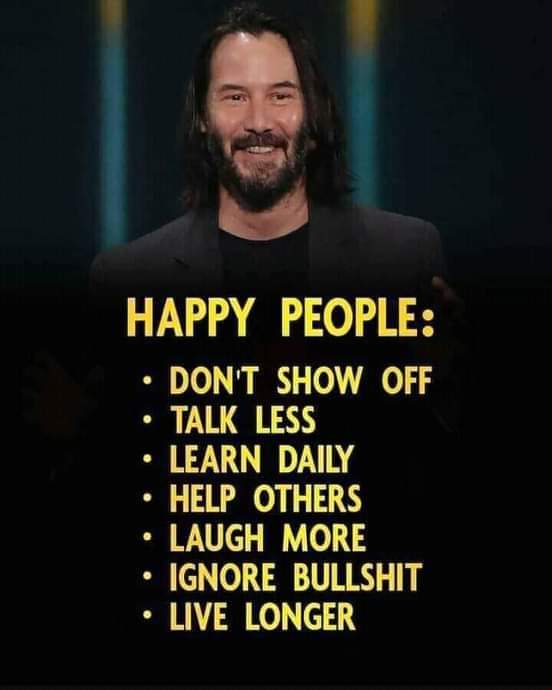 HAPPY PEOPLE:
• DON'T SHOW OFF
• TALK LESS
• LEARN DAILY
• HELP OTHERS
• LAUGH MORE
• IGNORE BULLSHIT
• LIVE LONGER